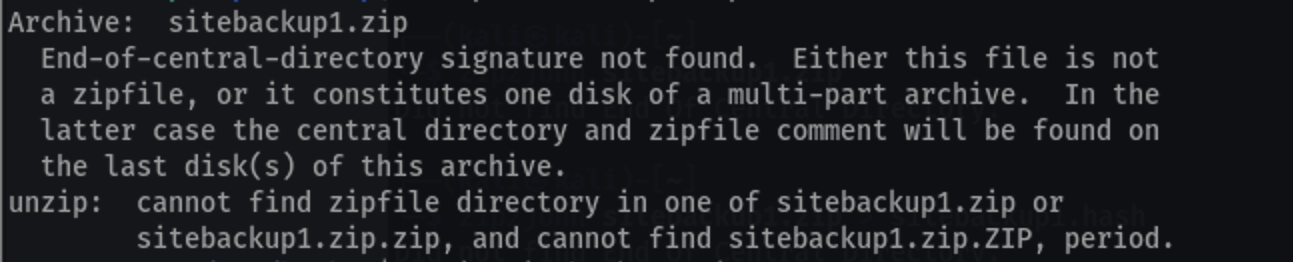 Archive:  sitebackup1.zip
  End-of-central-directory signature not found.  Either this file is not
  a zipfile, or it constitutes one disk of a multi-part archive.  In the
  latter case the central directory and zipfile comment will be found on
  the last disk(s) of this archive.
unzip:  cannot find zipfile directory in one of sitebackup1.zip or
        sitebackup1.zip.zip, and cannot find sitebackup1.zip.ZIP, period.